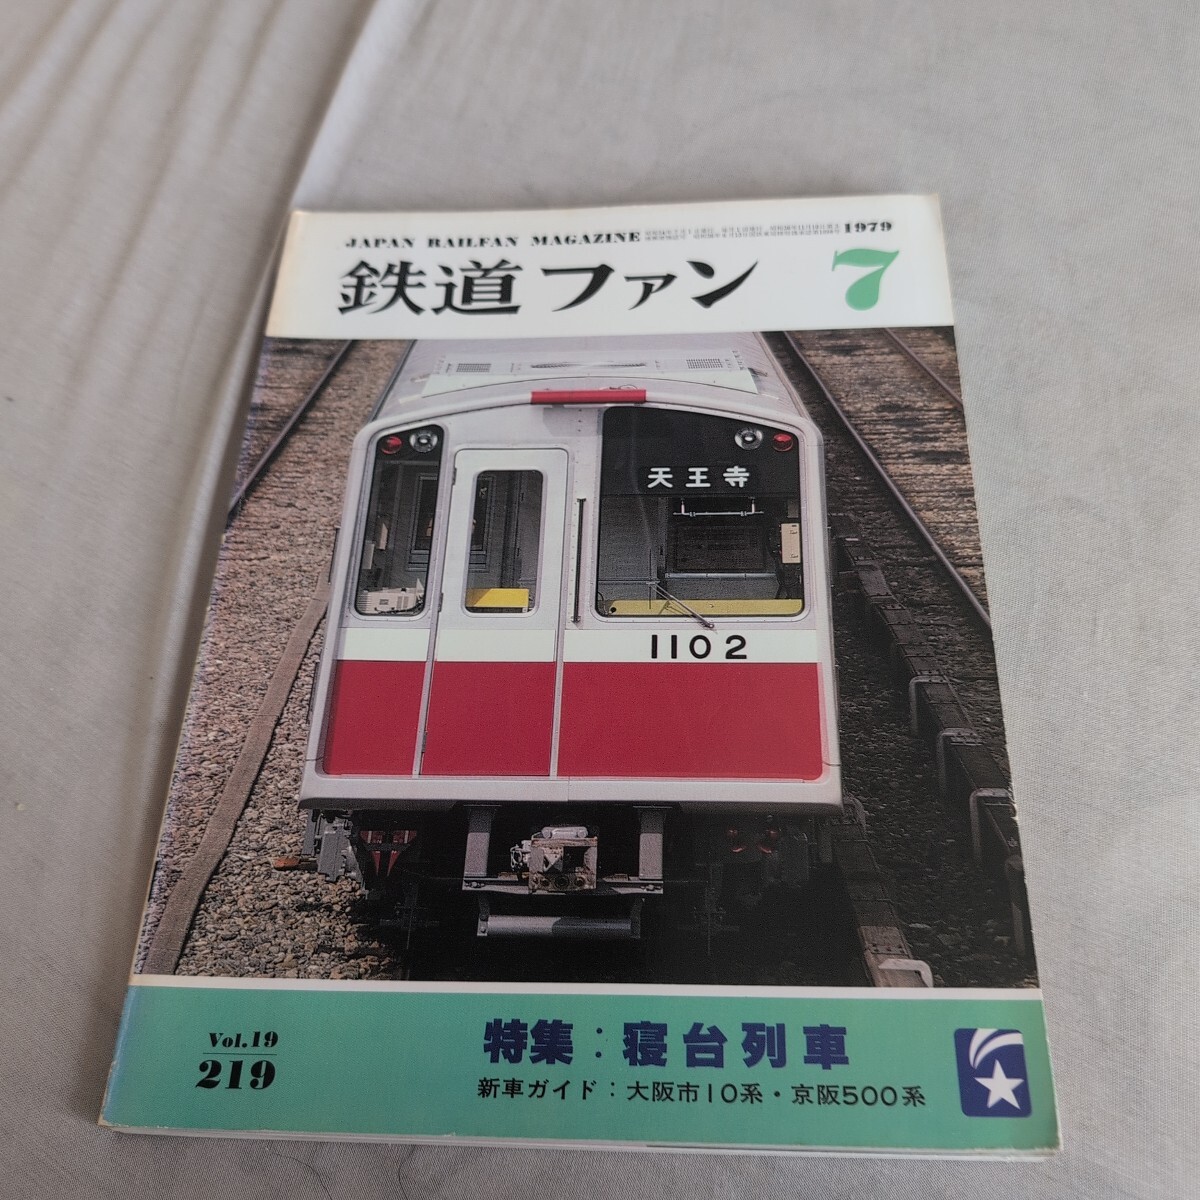 JAPAN RAILFAN MAGAZINE
1979
鉄道ファン 7
天王寺
1102
Vol.19
219
特集:寝台列車
新車ガイド:大阪市10系・京阪500系